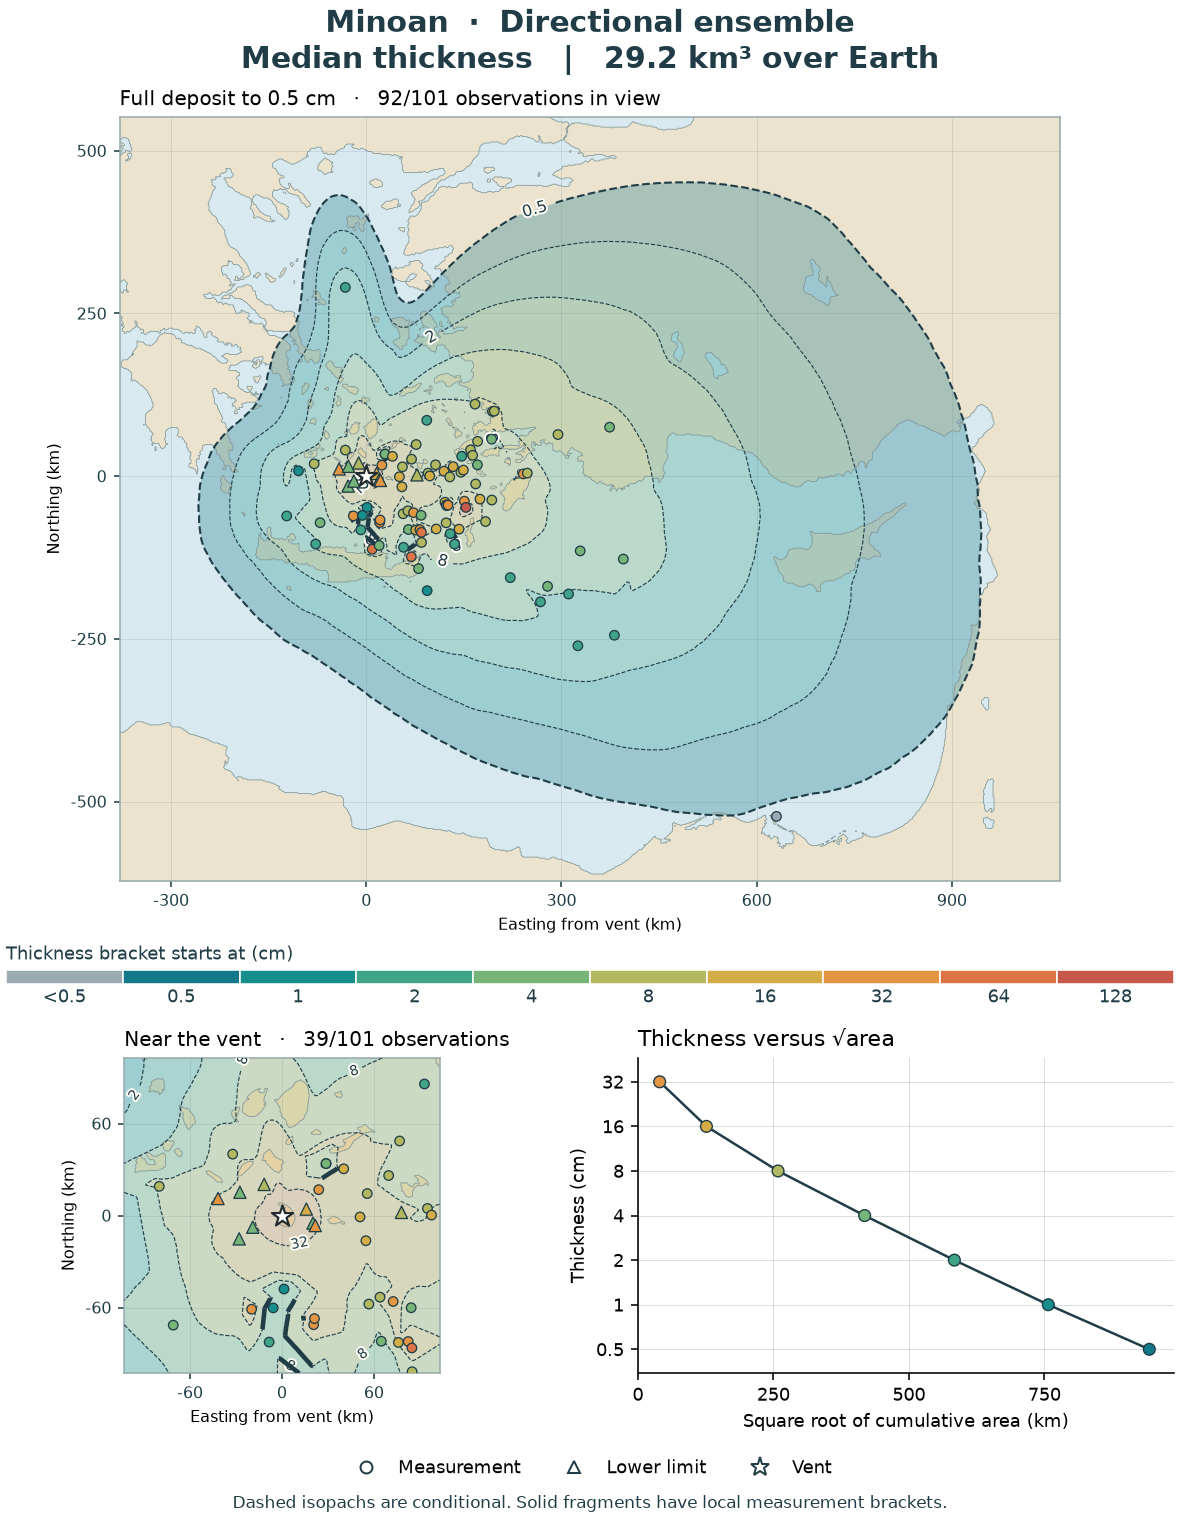 Minoan · Directional ensemble
Median thickness | 29.2 km³ over Earth
Full deposit to 0.5 cm · 92/101 observations in view
500
250
0
-250
-500
Northing (km)
0.5
2
8
-300
0
300
600
900
Easting from vent (km)
Thickness bracket starts at (cm)
<0.5 0.5 1 2 4 8 16 32 64 128
Near the vent · 39/101 observations
60
0
-60
Northing (km)
8
8
2
32
8
8
-60
0
60
Easting from vent (km)
Thickness versus √area
32
16
8
4
2
1
0.5
Thickness (cm)
0
250
500
750
Square root of cumulative area (km)
Measurement Lower limit Vent
Dashed isopachs are conditional. Solid fragments have local measurement brackets.